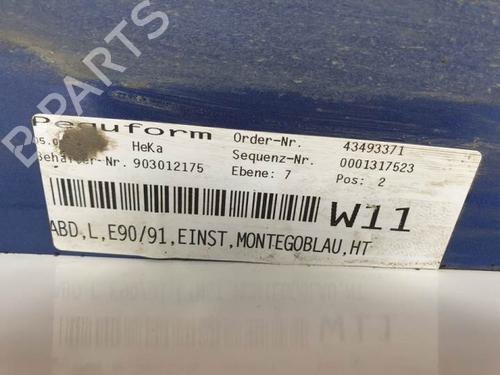 B-PARTS
Peguform
Order-Nr. 43493371
HeKa
Sequenz-Nr. 0001317523
Behälter-Nr. 903012175
Ebene: 7 Pos: 2
W11
ABD,L,E90/91,EINST,MONTEGOBLAU,HT